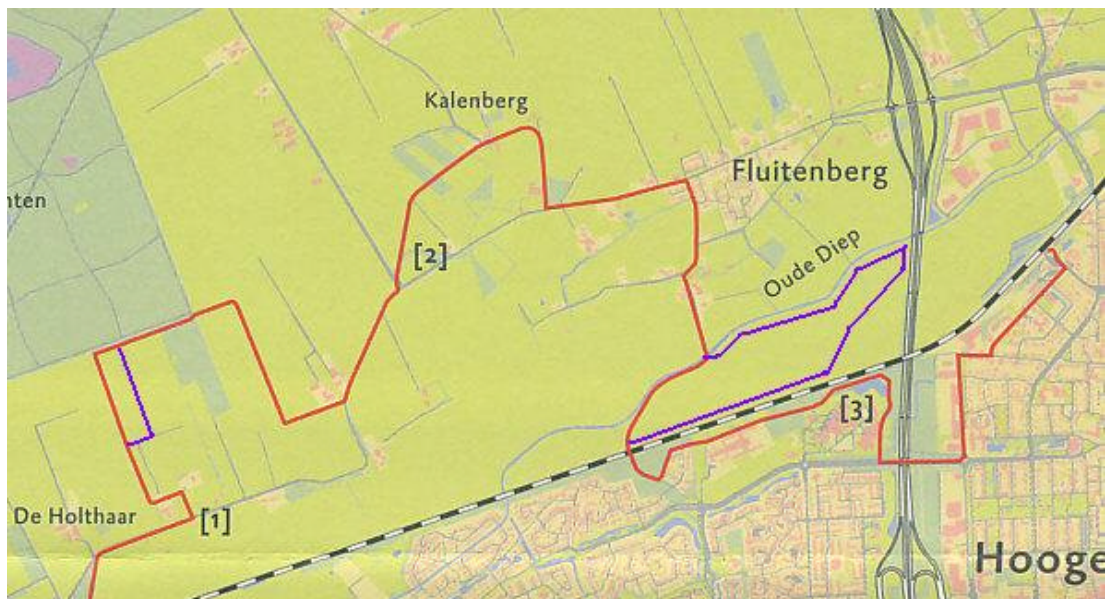 Kalenberg
Fluitenberg
nten
[2]
Oude Diep
[3]
De Holthaar
[1]
Hooge